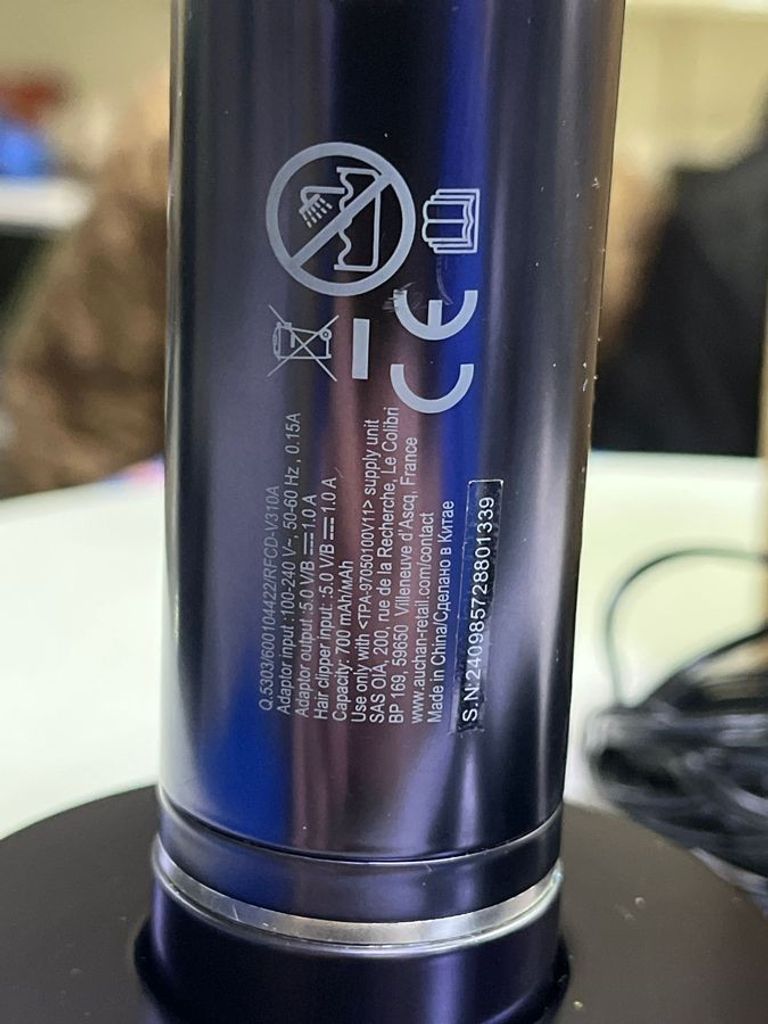 Q.5303/600104422/RFCD-V310A
Adaptor input :100-240 V~, 50-60 Hz , 0.15A
Adaptor output :5.0 V/B ⎓ 1.0 A
Hair clipper input: :5.0 V/B ⎓ 1.0 A
Capacity: 700 mAh/мАh
Use only with <TPA-97050100V11> supply unit
SAS OIA, 200, rue de la Recherche, Le Colibri
BP 169, 59650 Villeneuve d'Ascq, France
www.auchan-retail.com/contact
Made in China/Сделано в Китае
S.N:240985728801339
CE